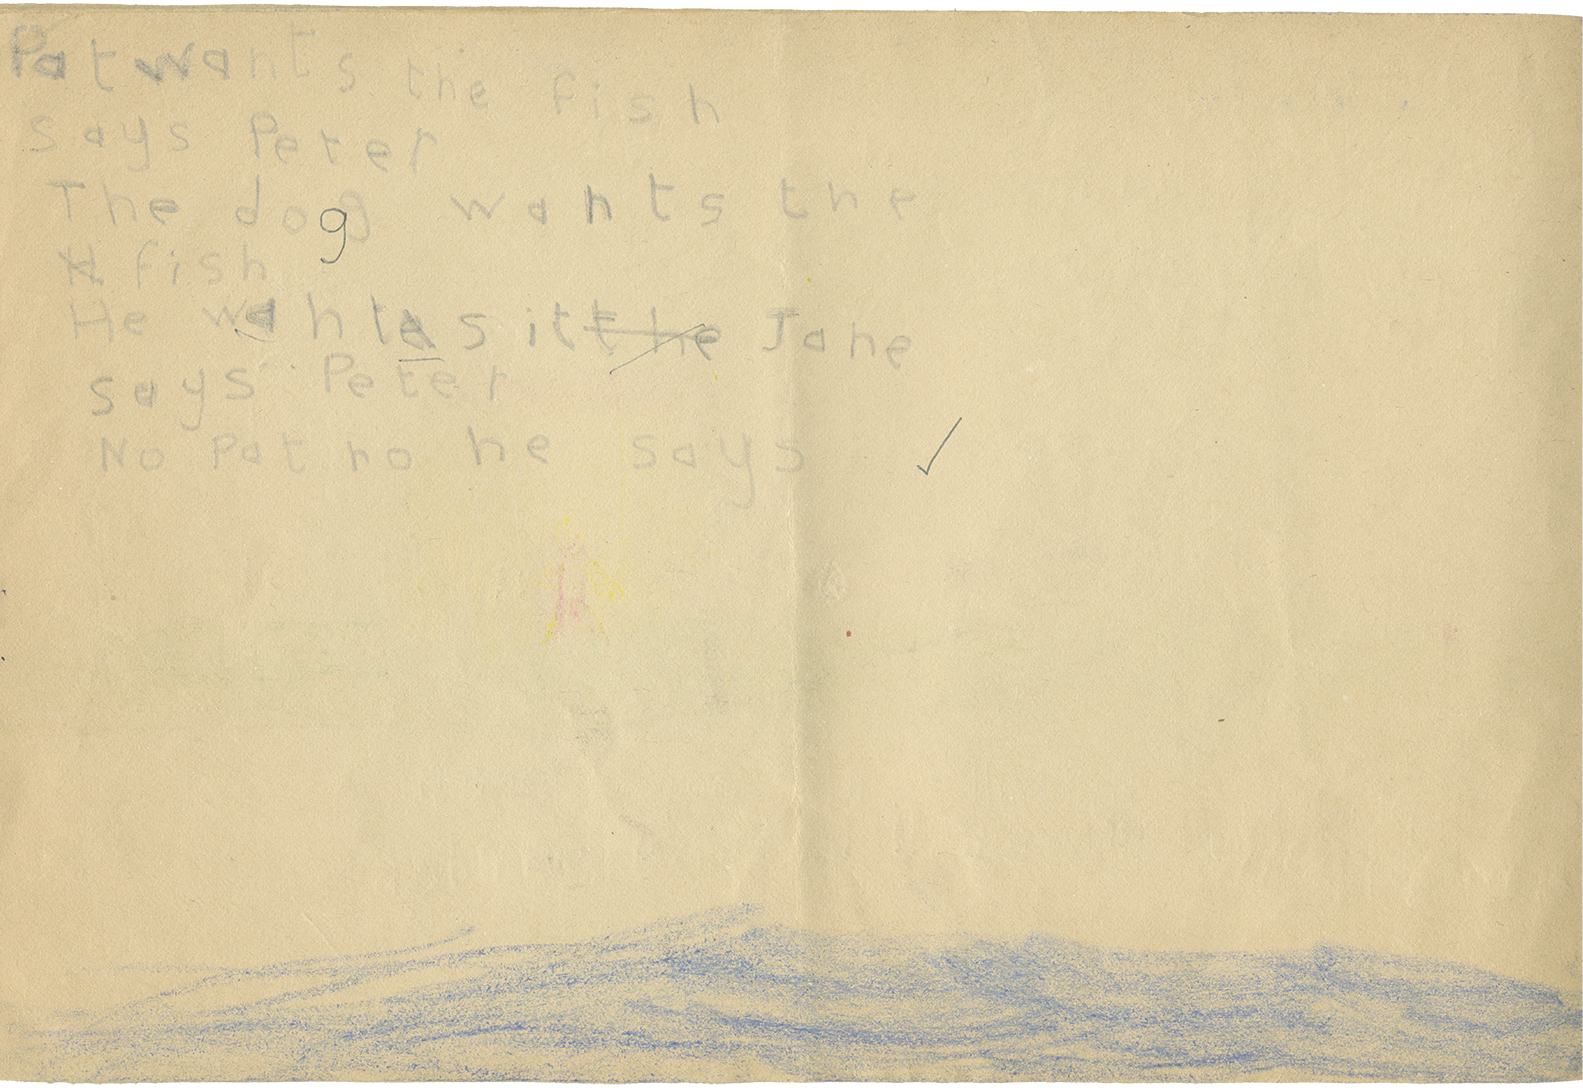 Pat wants the fish
says Peter
The dog wants the
fish
He wants it the Jane
says Peter
No Pat no he says